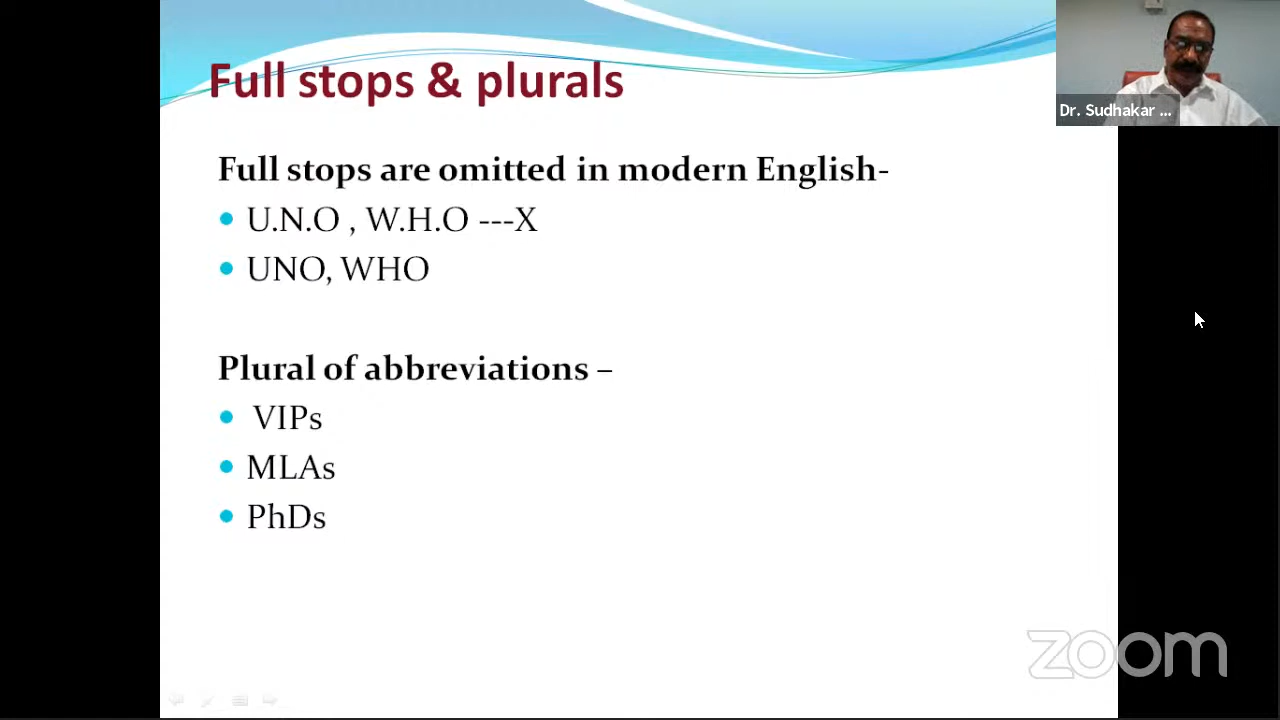 Full stops & plurals
Dr. Sudhakar ...
Full stops are omitted in modern English-
U.N.O , W.H.O ---X
UNO, WHO
Plural of abbreviations –
VIPs
MLAs
PhDs
zoom